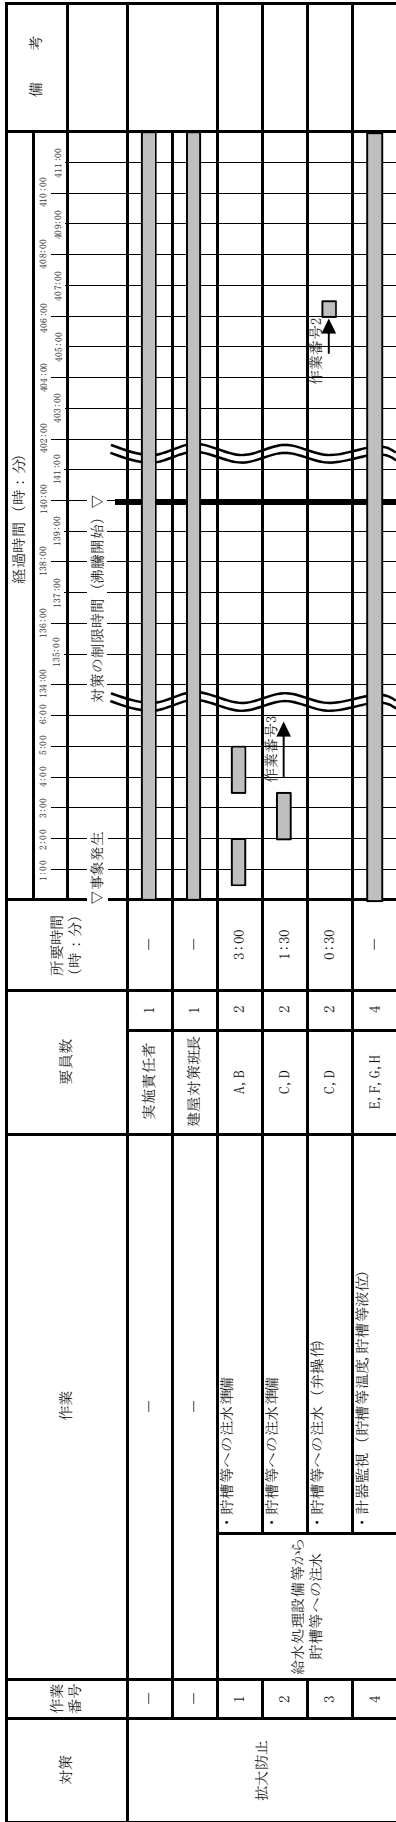 対策
作業
番号
作業
要員数
所要時間
(時:分)
経過時間 (時:分)
備 考
1:00 2:00 3:00 4:00 5:00 6:00 134:00 135:00 136:00 137:00 138:00 139:00 140:00 141:00 402:00 403:00 404:00 405:00 406:00 407:00 408:00 409:00 410:00 411:00
▽事象発生
対策の制限時間 (沸騰開始) ▽
拡大防止
- - 実施責任者 1 -
- - 建屋対策班長 1 -
給水処理設備等から
貯槽等への注水
1 ・貯槽等への注水準備 A,B 2 3:00
2 ・貯槽等への注水準備 C,D 2 1:30
作業番号3
3 ・貯槽等への注水 (弁操作) C,D 2 0:30
作業番号2
4 ・計器監視 (貯槽等温度,貯槽等液位) E,F,G,H 4 -